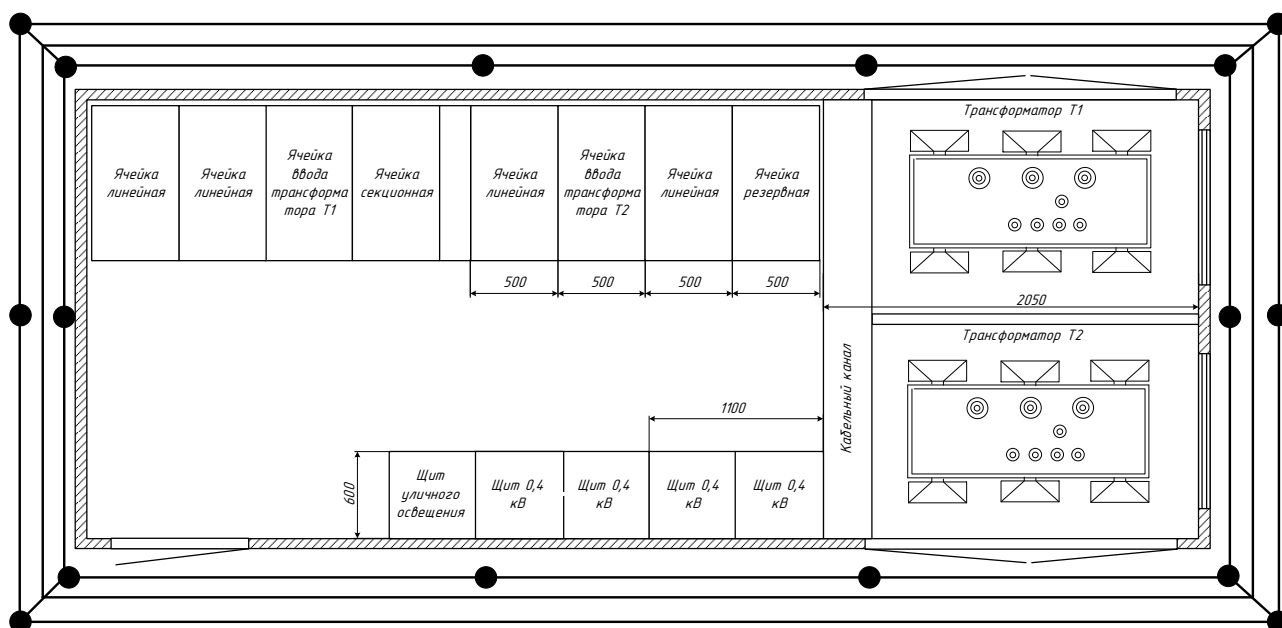 Трансформатор Т1
Ячейка
линейная
Ячейка
линейная
Ячейка
ввода
трансформа
тора Т1
Ячейка
секционная
Ячейка
линейная
Ячейка
ввода
трансформа
тора Т2
Ячейка
линейная
Ячейка
резервная
500
500
500
500
2050
Трансформатор Т2
Кабельный канал
1100
600
Щит
уличного
освещения
Щит 0,4
кВ
Щит 0,4
кВ
Щит 0,4
кВ
Щит 0,4
кВ